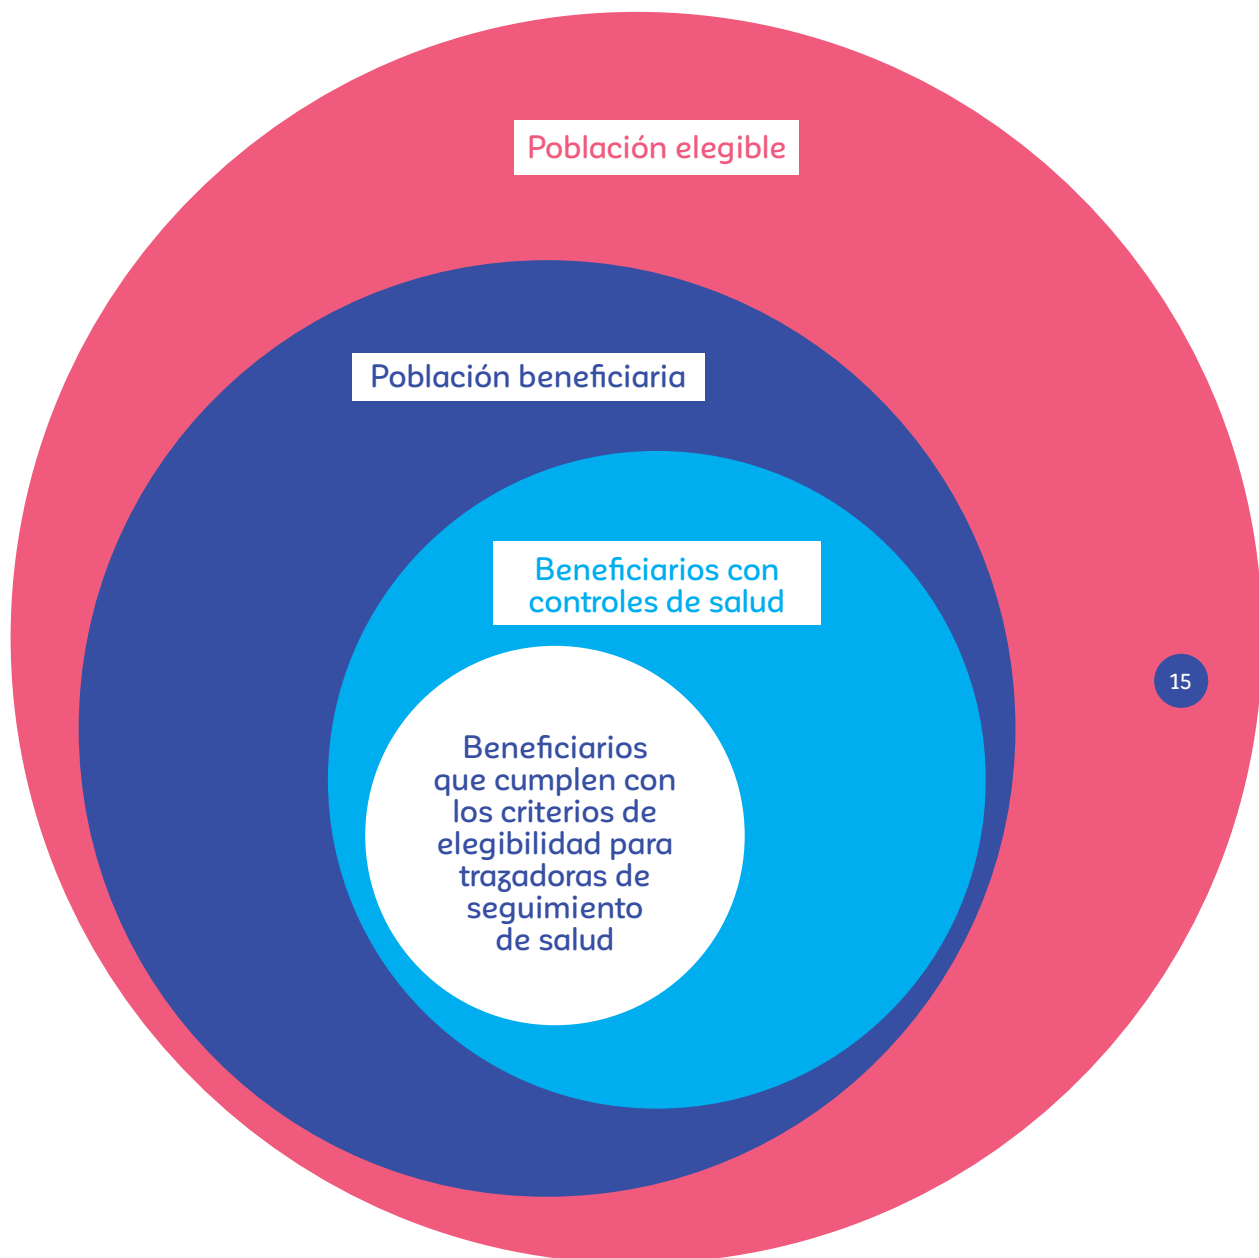 Población elegible
Población beneficiaria
Beneficiarios con
controles de salud
15
Beneficiarios
que cumplen con
los criterios de
elegibilidad para
trazadoras de
seguimiento
de salud